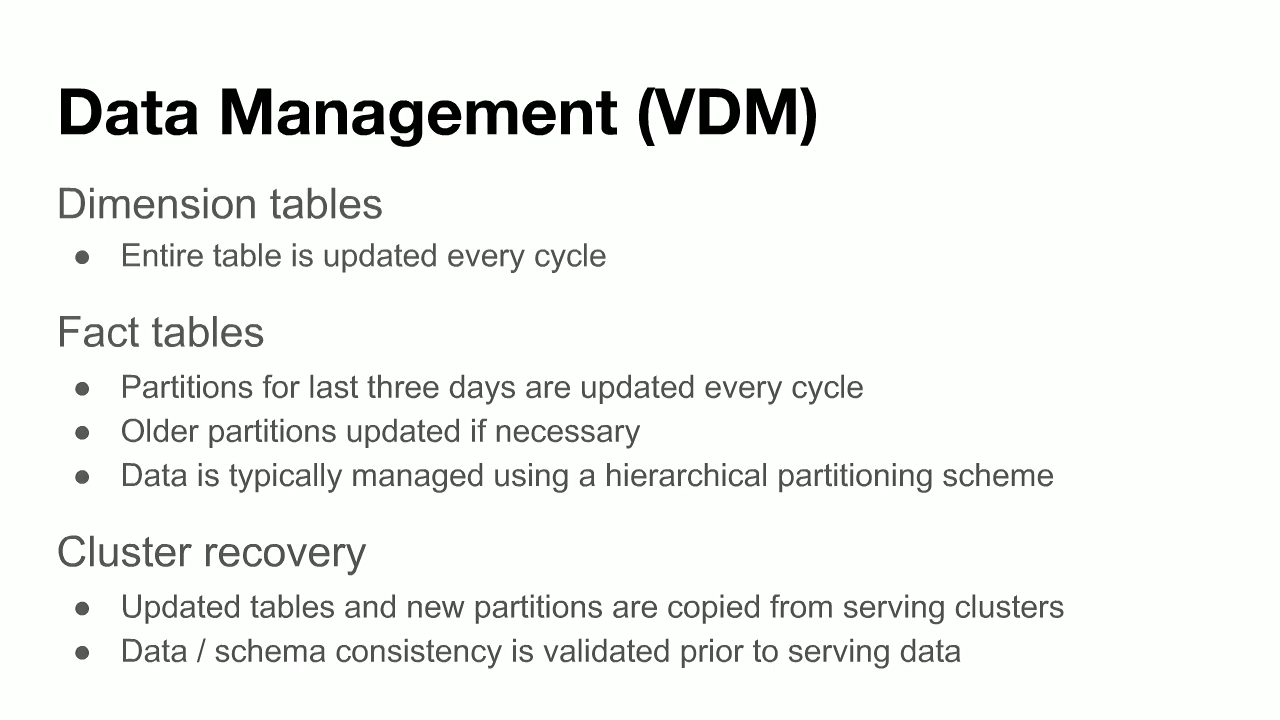 Data Management (VDM)
Dimension tables
● Entire table is updated every cycle
Fact tables
● Partitions for last three days are updated every cycle
● Older partitions updated if necessary
● Data is typically managed using a hierarchical partitioning scheme
Cluster recovery
● Updated tables and new partitions are copied from serving clusters
● Data / schema consistency is validated prior to serving data